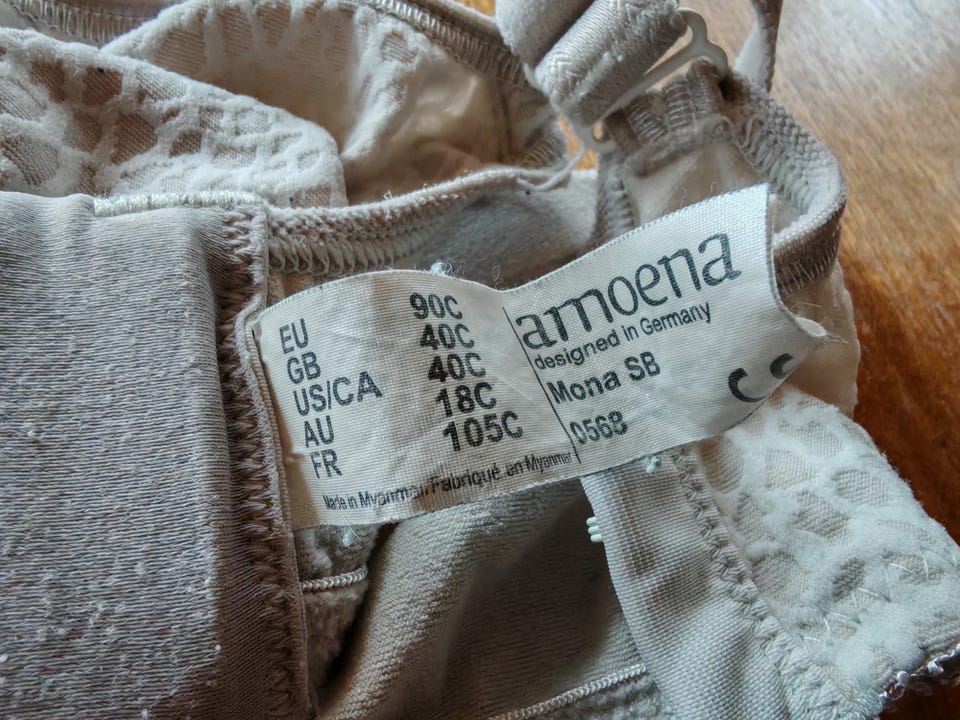 EU 90C
GB 40C
US/CA 40C
AU 18C
FR 105C
Made in Myanmar/Fabriqué en Myanmar
amoena
designed in Germany
Mona SB
0568